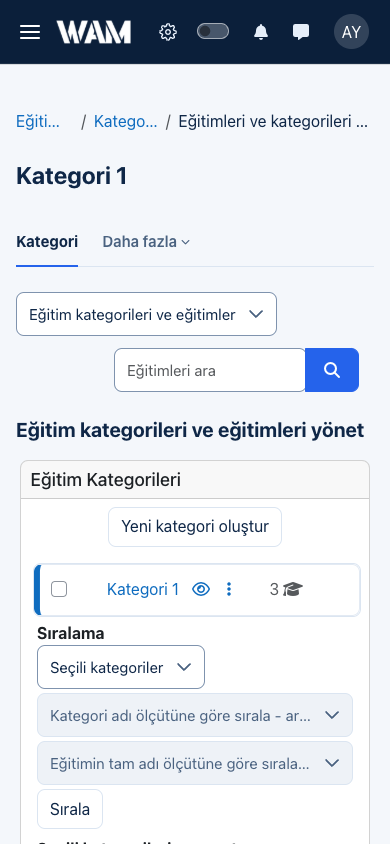 WAM AY
Eğiti... / Katego... / Eğitimleri ve kategorileri ...
Kategori 1
Kategori Daha fazla
Eğitim kategorileri ve eğitimler
Eğitimleri ara
Eğitim kategorileri ve eğitimleri yönet
Eğitim Kategorileri
Yeni kategori oluştur
Kategori 1 3
Sıralama
Seçili kategoriler
Kategori adı ölçütüne göre sırala - ar...
Eğitimin tam adı ölçütüne göre sırala...
Sırala